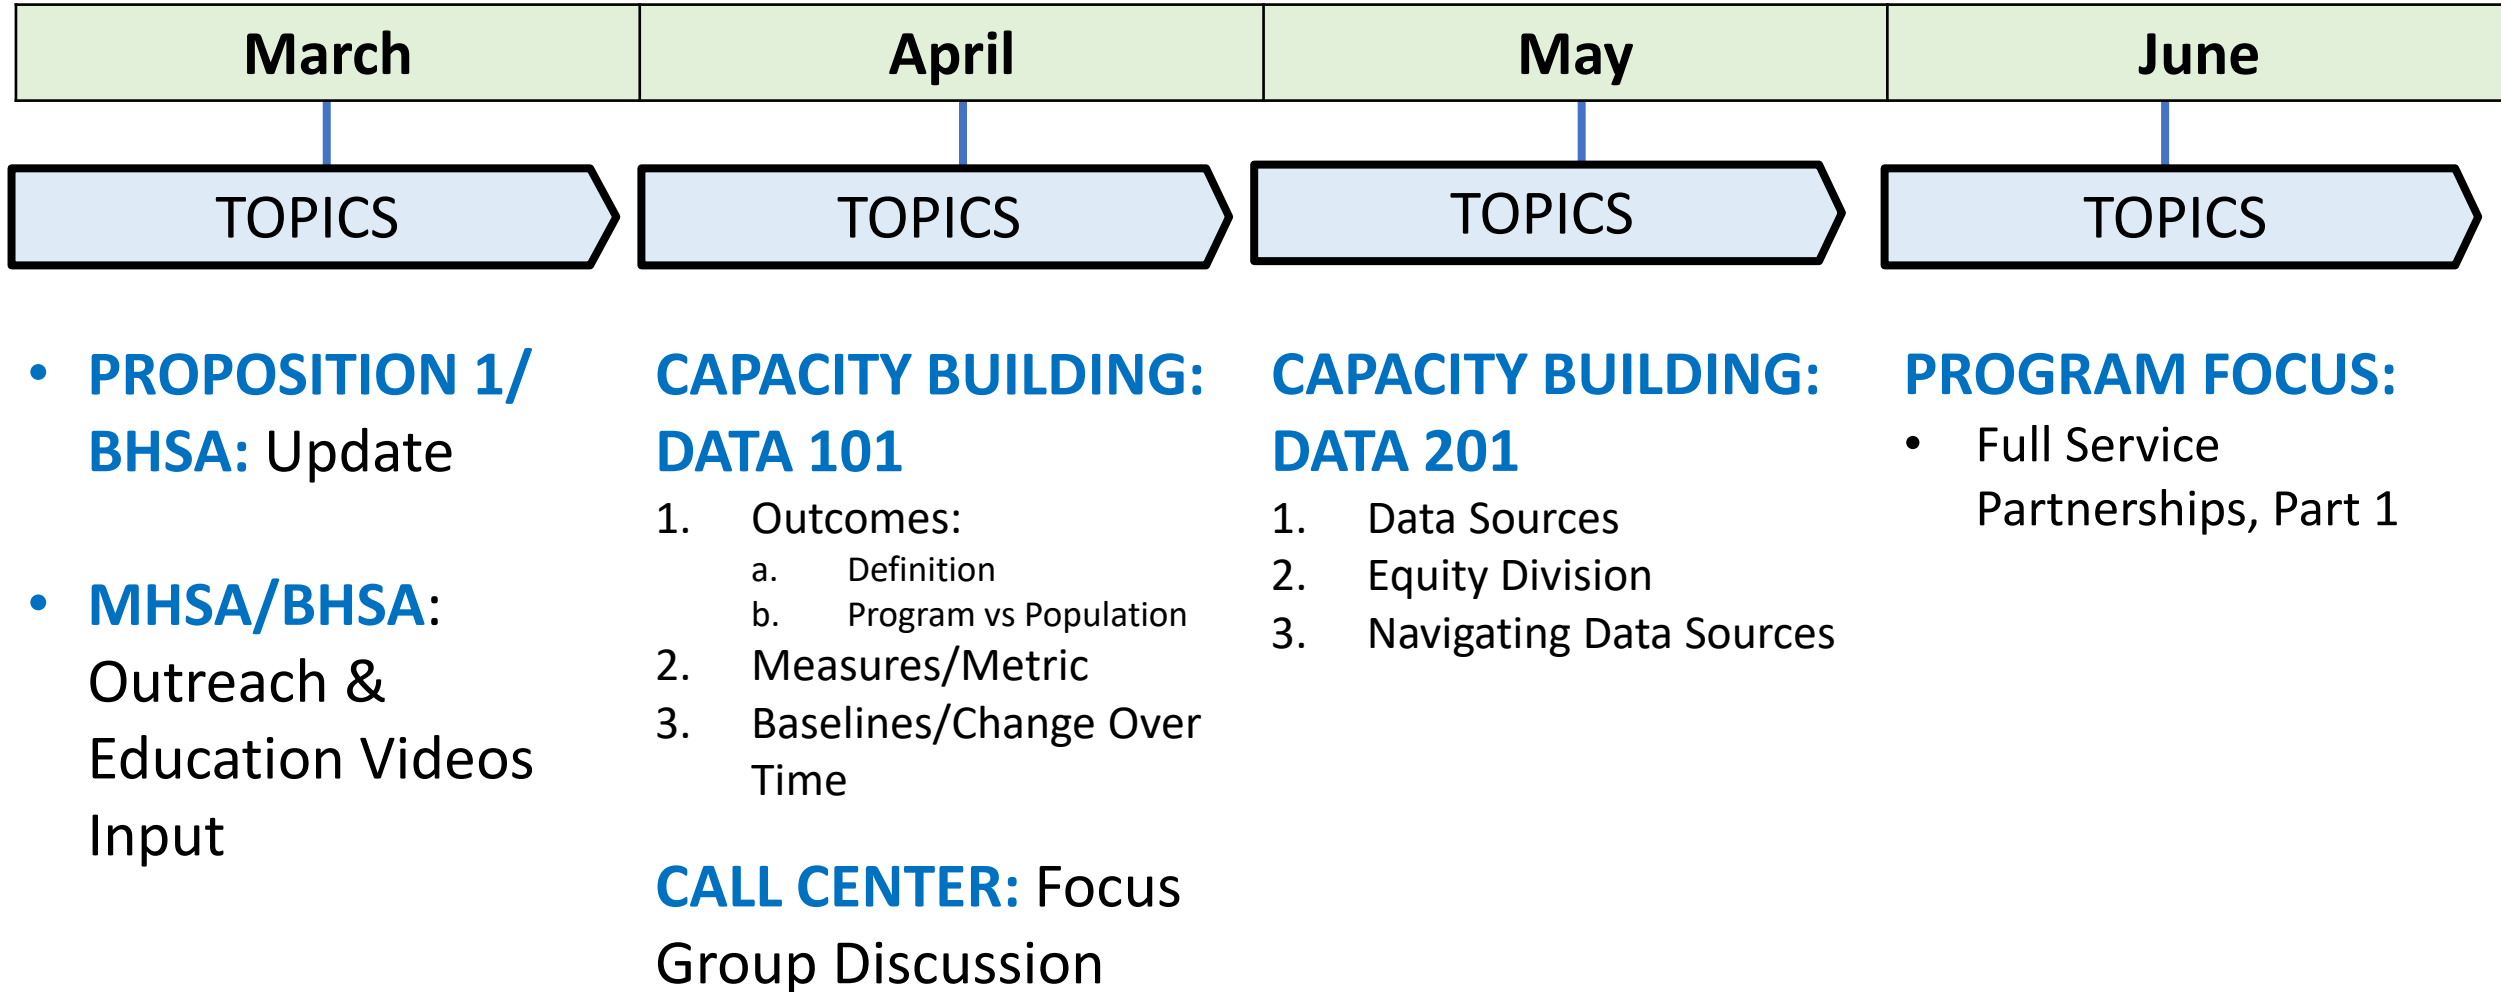 March
April
May
June
TOPICS
TOPICS
TOPICS
TOPICS
• PROPOSITION 1/
BHSA: Update
• MHSA/BHSA:
Outreach &
Education Videos
Input
CAPACITY BUILDING:
DATA 101
1. Outcomes:
a. Definition
b. Program vs Population
2. Measures/Metric
3. Baselines/Change Over
Time
CALL CENTER: Focus
Group Discussion
CAPACITY BUILDING:
DATA 201
1. Data Sources
2. Equity Division
3. Navigating Data Sources
PROGRAM FOCUS:
• Full Service
Partnerships, Part 1